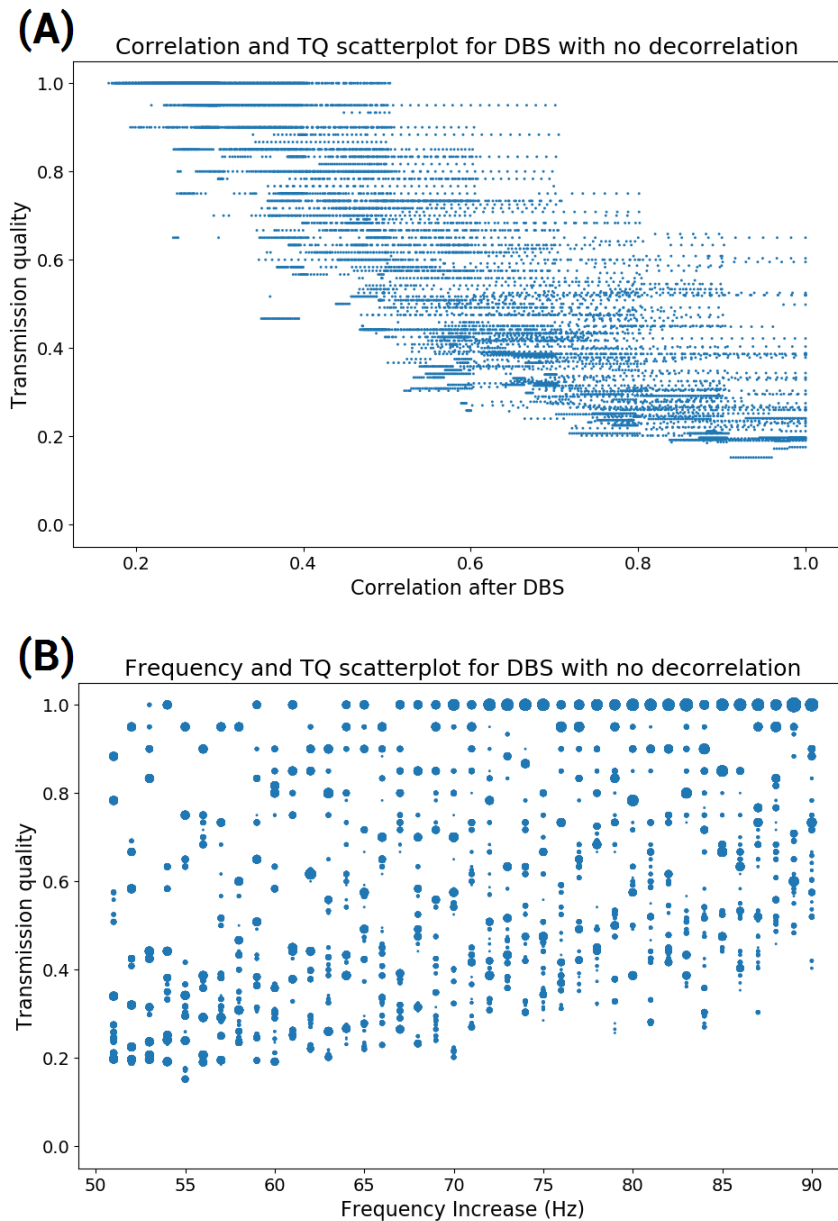 (A)
Correlation and TQ scatterplot for DBS with no decorrelation
Transmission quality
1.0
0.8
0.6
0.4
0.2
0.0
0.2 0.4 0.6 0.8 1.0
Correlation after DBS
(B)
Frequency and TQ scatterplot for DBS with no decorrelation
Transmission quality
1.0
0.8
0.6
0.4
0.2
0.0
50 55 60 65 70 75 80 85 90
Frequency Increase (Hz)